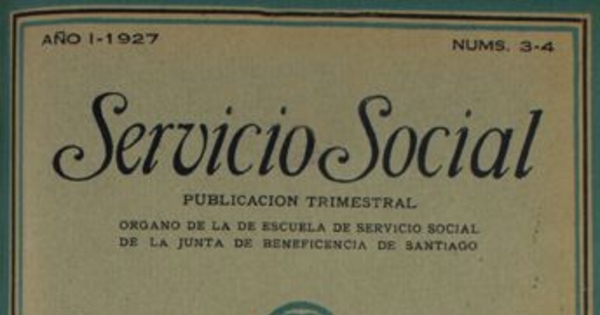 AÑO I-1927
NUMS. 3-4
Servicio Social
PUBLICACION TRIMESTRAL
ORGANO DE LA DE ESCUELA DE SERVICIO SOCIAL
DE LA JUNTA DE BENEFICENCIA DE SANTIAGO